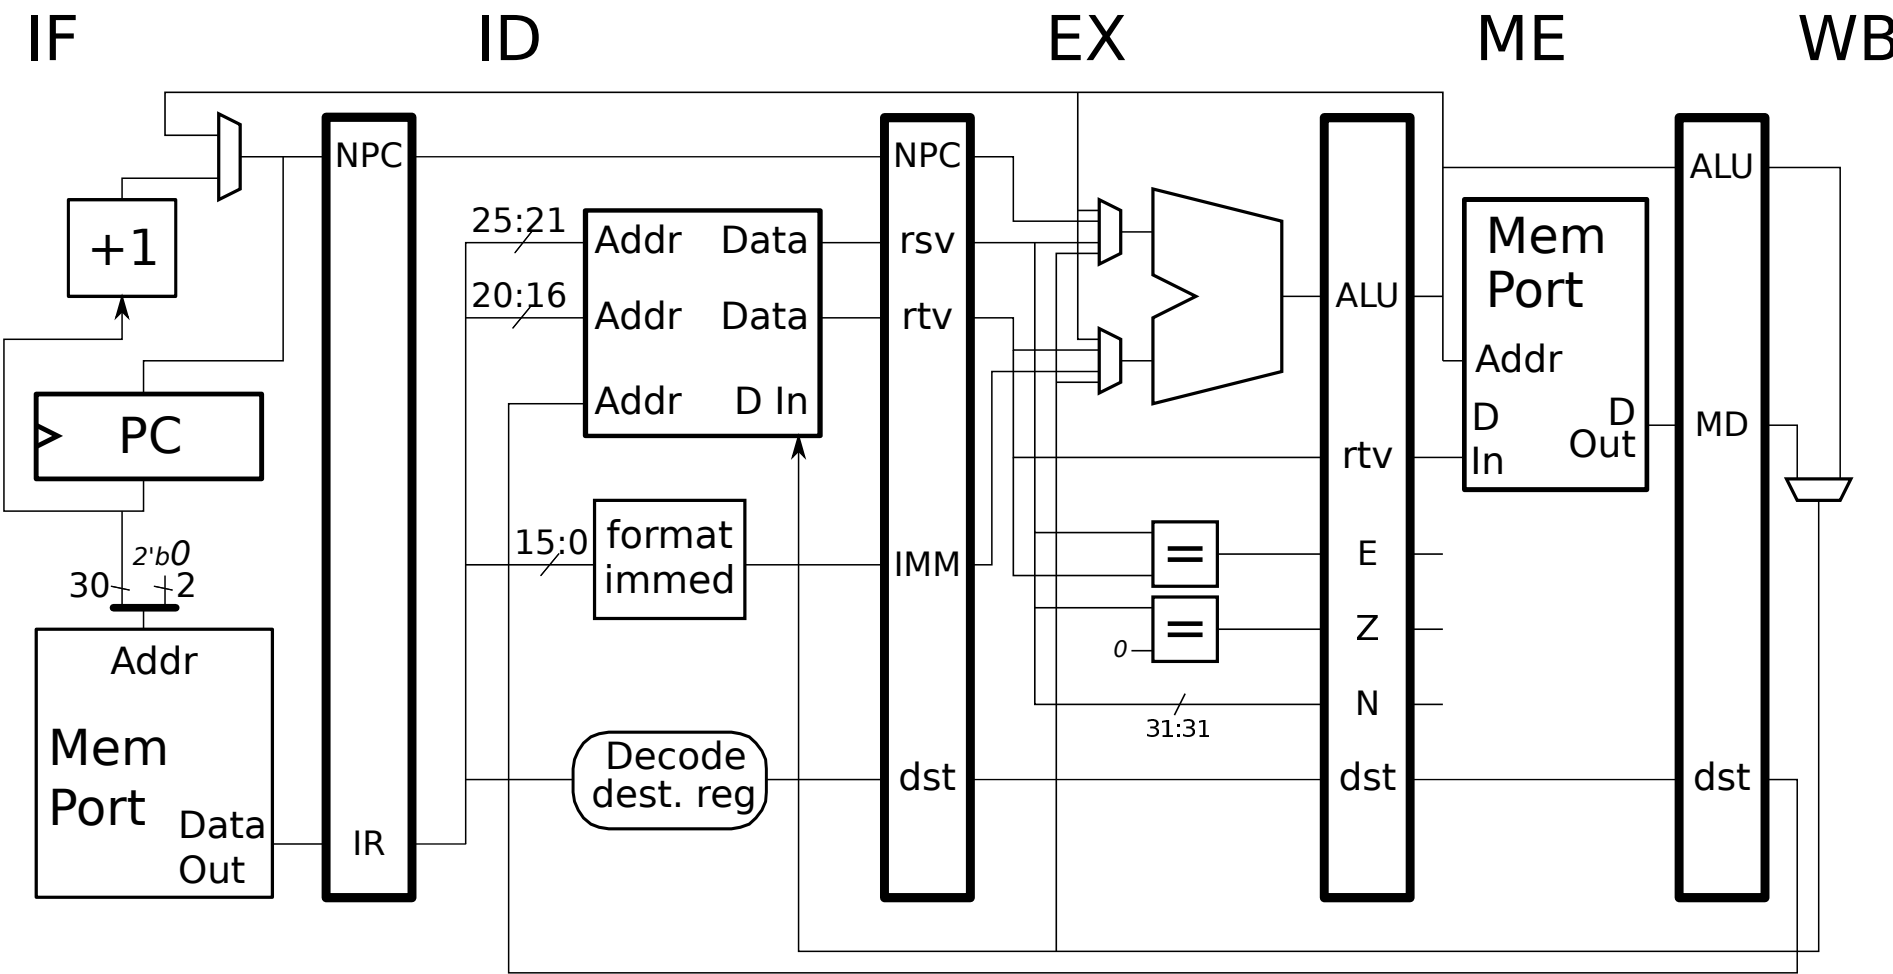 IF
ID
EX
ME
WB
+1
PC
2'b0
30
2
Addr
Mem
Port
Data
Out
NPC
IR
25:21
20:16
Addr
Data
Addr
Data
Addr
D In
15:0
format
immed
Decode
dest. reg
NPC
rsv
rtv
IMM
dst
=
=
0
31:31
ALU
rtv
E
Z
N
dst
Mem
Port
Addr
D
In
D
Out
ALU
MD
dst